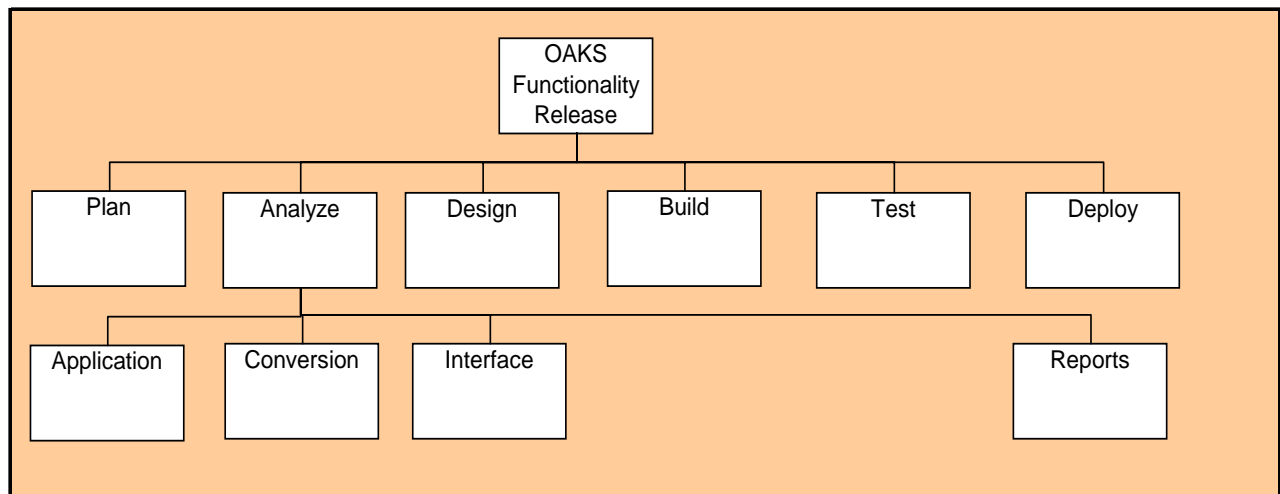 OAKS
Functionality
Release
Plan
Analyze
Design
Build
Test
Deploy
Application
Conversion
Interface
Reports